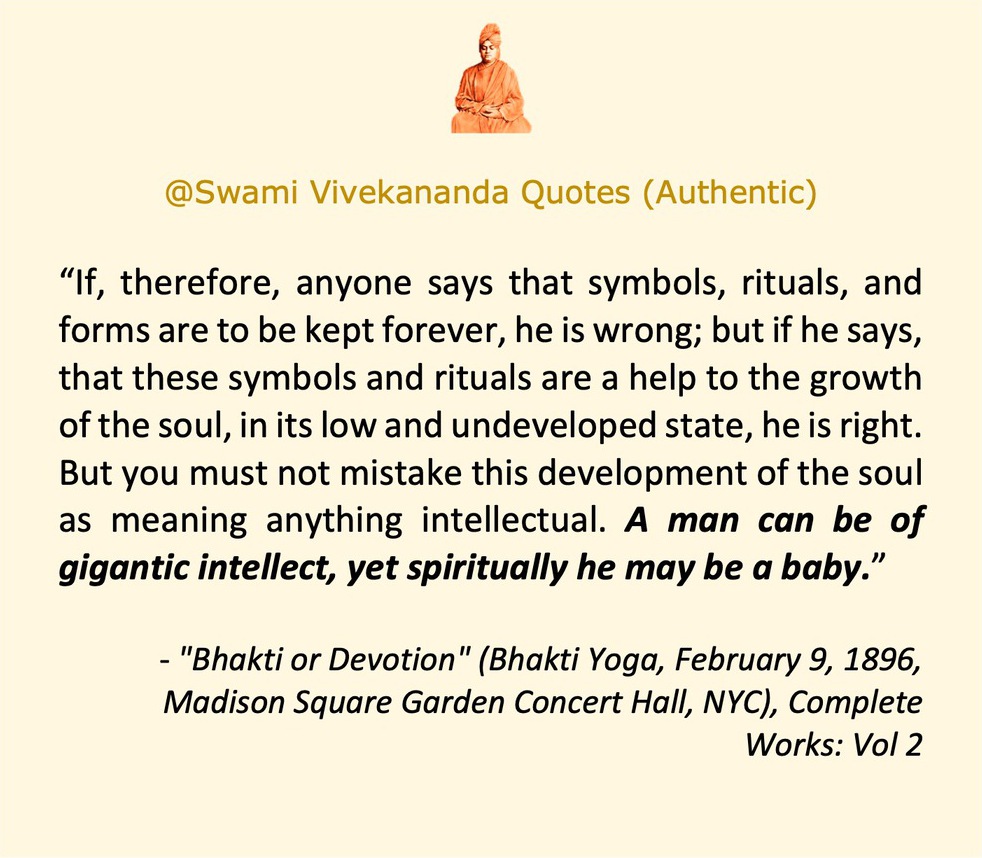 @Swami Vivekananda Quotes (Authentic)
“If, therefore, anyone says that symbols, rituals, and
forms are to be kept forever, he is wrong; but if he says,
that these symbols and rituals are a help to the growth
of the soul, in its low and undeveloped state, he is right.
But you must not mistake this development of the soul
as meaning anything intellectual. A man can be of
gigantic intellect, yet spiritually he may be a baby.”
- "Bhakti or Devotion" (Bhakti Yoga, February 9, 1896,
Madison Square Garden Concert Hall, NYC), Complete
Works: Vol 2